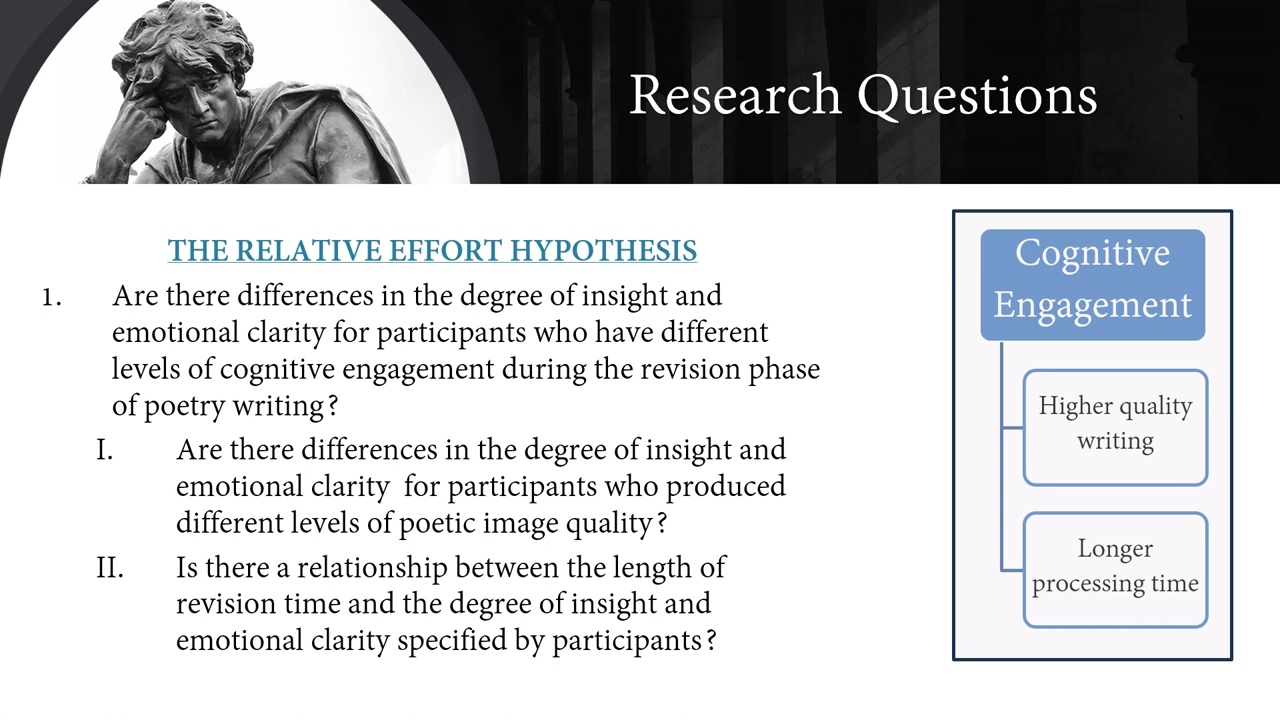 Research Questions
THE RELATIVE EFFORT HYPOTHESIS
1. Are there differences in the degree of insight and
emotional clarity for participants who have different
levels of cognitive engagement during the revision phase
of poetry writing?
I. Are there differences in the degree of insight and
emotional clarity for participants who produced
different levels of poetic image quality?
II. Is there a relationship between the length of
revision time and the degree of insight and
emotional clarity specified by participants?
Cognitive
Engagement
Higher quality
writing
Longer
processing time